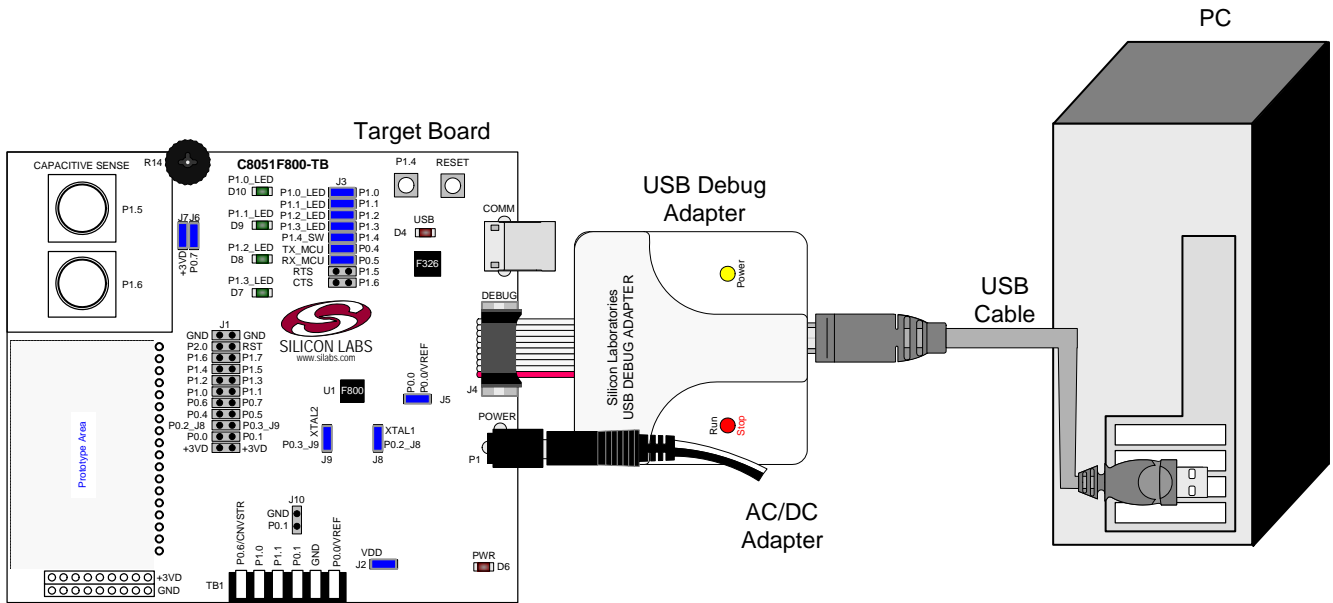 PC
Target Board
CAPACITIVE SENSE
P1.5
P1.6
R14
C8051F800-TB
P1.0_LED
D10
P1.1_LED
D9
P1.2_LED
D8
P1.3_LED
D7
J7 J6
+3VD
P0.7
J3
P1.0_LED P1.0
P1.1_LED P1.1
P1.2_LED P1.2
P1.3_LED P1.3
P1.4_SW P1.4
TX_MCU P0.4
RX_MCU P0.5
RTS P1.5
CTS P1.6
P1.4
RESET
USB
D4
F326
COMM
DEBUG
J4
SILICON LABS
www.silabs.com
J1
GND GND
P2.0 RST
P1.6 P1.7
P1.4 P1.5
P1.2 P1.3
P1.0 P1.1
P0.6 P0.7
P0.4 P0.5
P0.2_J8 P0.3_J9
P0.0 P0.1
+3VD +3VD
U1 F800
P0.0
P0.0/VREF
J5
XTAL2
P0.3_J9
J9
XTAL1
P0.2_J8
J8
POWER
P1
Prototype Area
J10
GND
P0.1
P0.6/CNVSTR
P1.0
P1.1
P0.1
GND
P0.0/VREF
TB1
VDD
J2
PWR
D6
+3VD
GND
USB Debug
Adapter
Power
Silicon Laboratories
USB DEBUG ADAPTER
Run
Stop
USB
Cable
AC/DC
Adapter